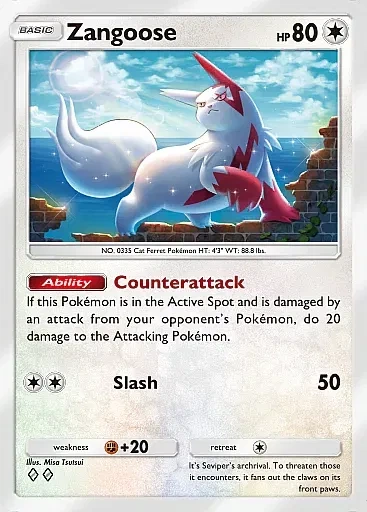 BASIC Zangoose HP 80
NO. 0335 Cat Ferret Pokémon HT: 4'3" WT: 88.8 lbs.
Ability Counterattack
If this Pokémon is in the Active Spot and is damaged by
an attack from your opponent's Pokémon, do 20
damage to the Attacking Pokémon.
Slash 50
weakness +20 retreat
Illus. Misa Tsutsui
It's Seviper's archrival. To threaten those
it encounters, it fans out the claws on its
front paws.